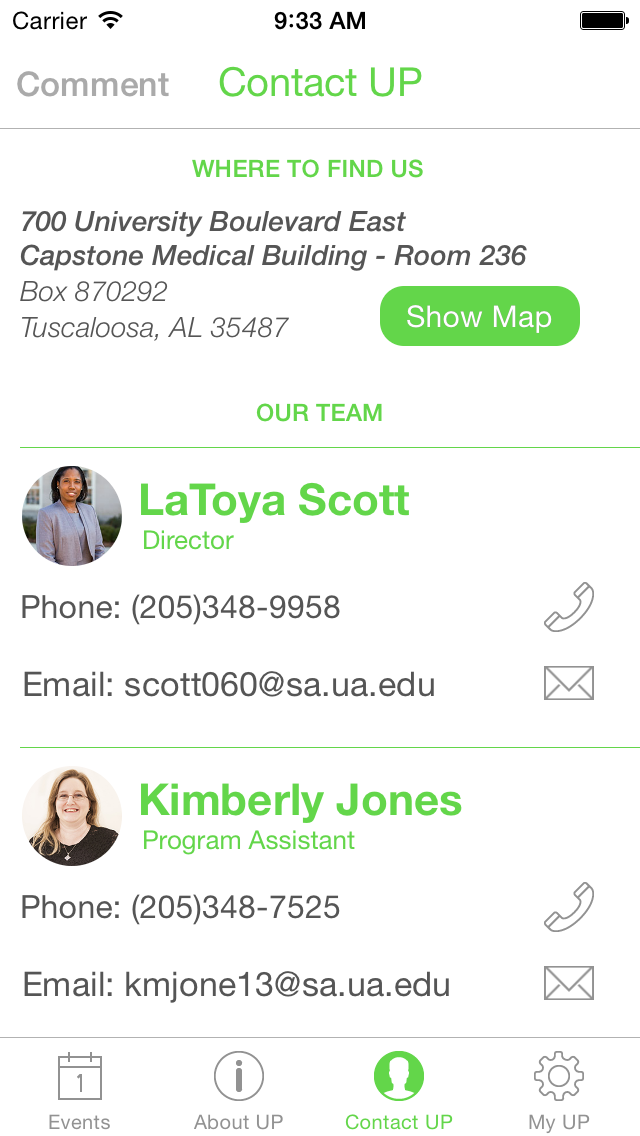 Carrier 9:33 AM
Comment Contact UP
WHERE TO FIND US
700 University Boulevard East
Capstone Medical Building - Room 236
Box 870292
Tuscaloosa, AL 35487
Show Map
OUR TEAM
LaToya Scott
Director
Phone: (205)348-9958
Email: scott060@sa.ua.edu
Kimberly Jones
Program Assistant
Phone: (205)348-7525
Email: kmjone13@sa.ua.edu
1
Events About UP Contact UP My UP